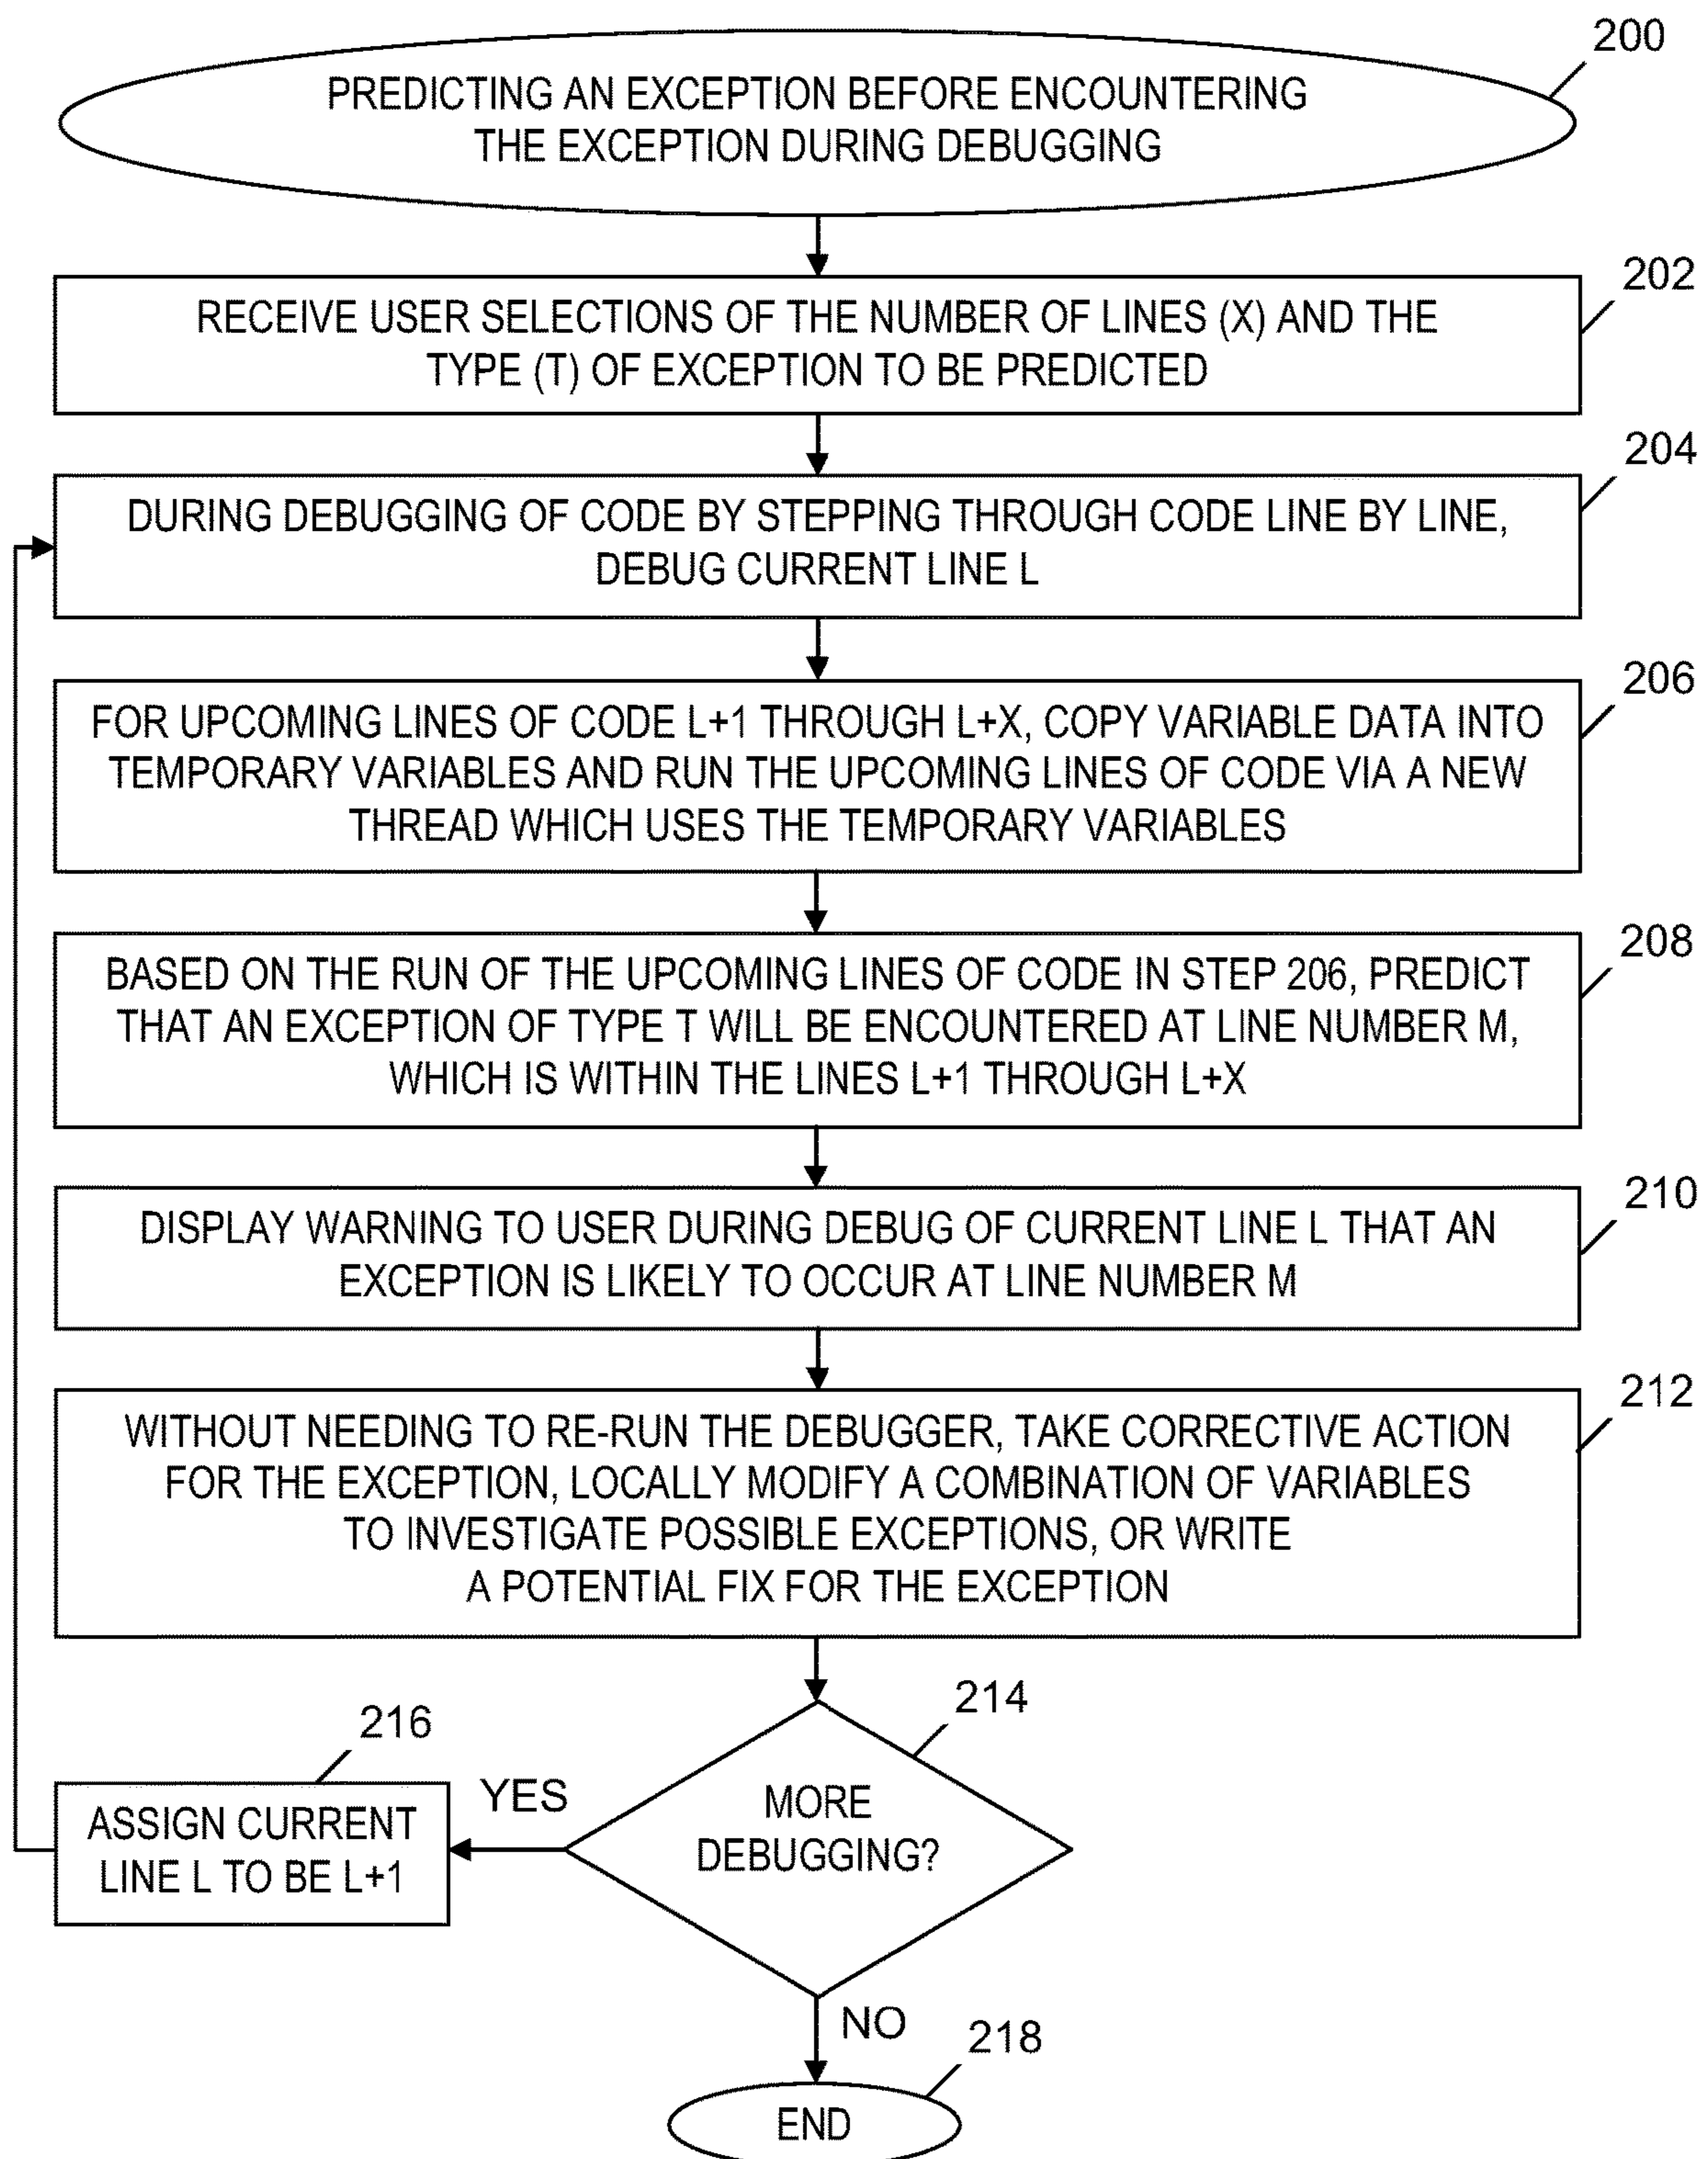 200
PREDICTING AN EXCEPTION BEFORE ENCOUNTERING
THE EXCEPTION DURING DEBUGGING
202
RECEIVE USER SELECTIONS OF THE NUMBER OF LINES (X) AND THE
TYPE (T) OF EXCEPTION TO BE PREDICTED
204
DURING DEBUGGING OF CODE BY STEPPING THROUGH CODE LINE BY LINE,
DEBUG CURRENT LINE L
206
FOR UPCOMING LINES OF CODE L+1 THROUGH L+X, COPY VARIABLE DATA INTO
TEMPORARY VARIABLES AND RUN THE UPCOMING LINES OF CODE VIA A NEW
THREAD WHICH USES THE TEMPORARY VARIABLES
208
BASED ON THE RUN OF THE UPCOMING LINES OF CODE IN STEP 206, PREDICT
THAT AN EXCEPTION OF TYPE T WILL BE ENCOUNTERED AT LINE NUMBER M,
WHICH IS WITHIN THE LINES L+1 THROUGH L+X
210
DISPLAY WARNING TO USER DURING DEBUG OF CURRENT LINE L THAT AN
EXCEPTION IS LIKELY TO OCCUR AT LINE NUMBER M
212
WITHOUT NEEDING TO RE-RUN THE DEBUGGER, TAKE CORRECTIVE ACTION
FOR THE EXCEPTION, LOCALLY MODIFY A COMBINATION OF VARIABLES
TO INVESTIGATE POSSIBLE EXCEPTIONS, OR WRITE
A POTENTIAL FIX FOR THE EXCEPTION
214
MORE
DEBUGGING?
YES
216
ASSIGN CURRENT
LINE L TO BE L+1
NO
218
END